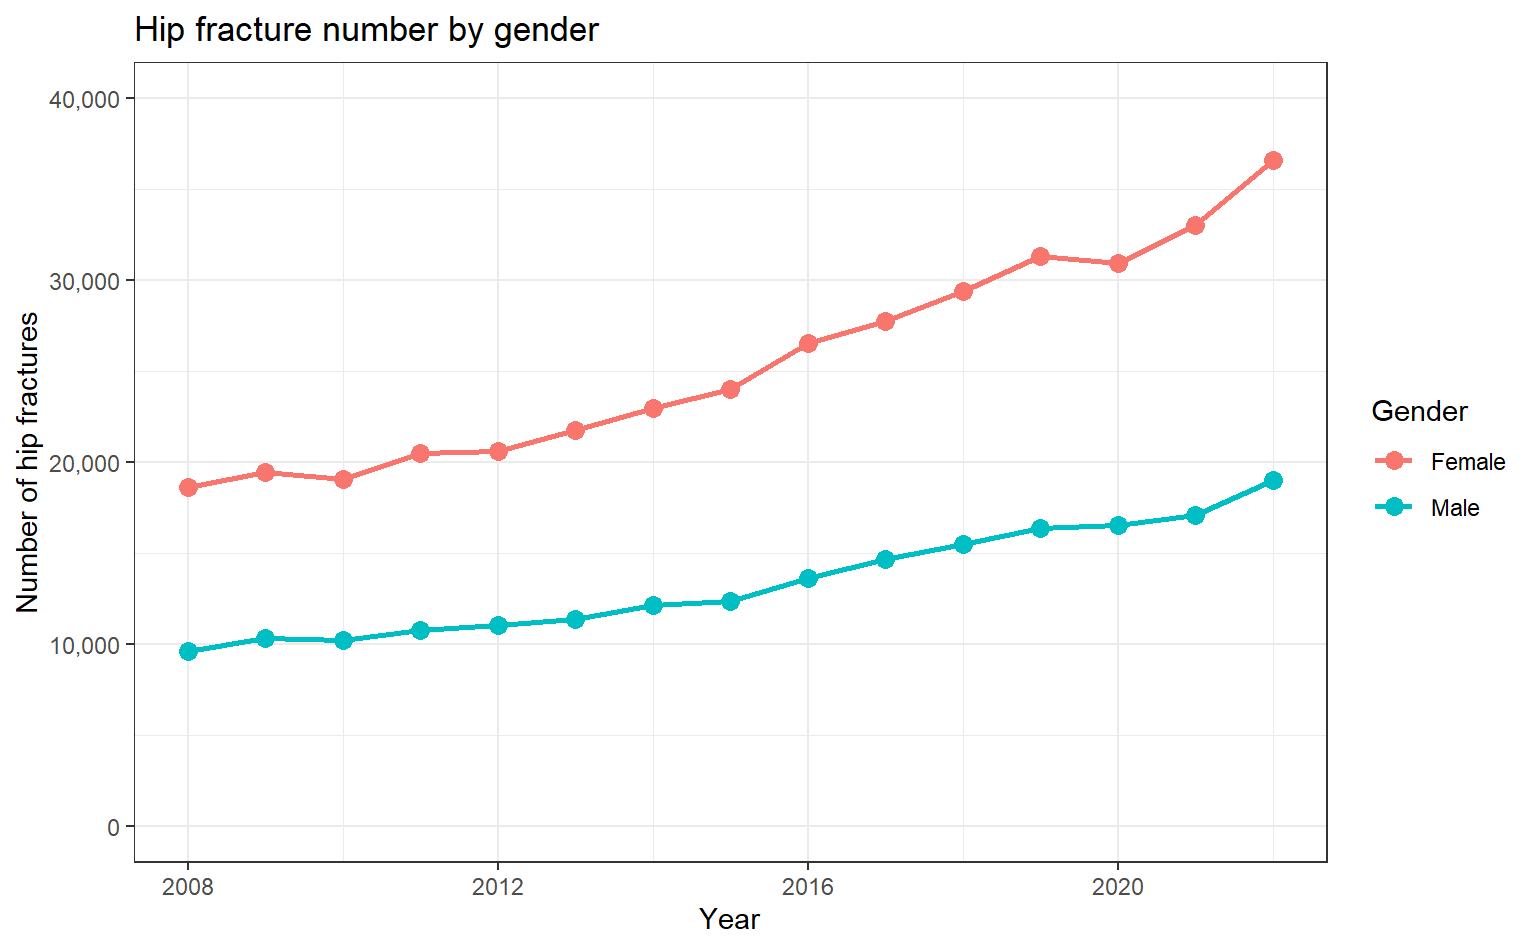 Hip fracture number by gender
40,000
30,000
20,000
10,000
0
Number of hip fractures
2008
2012
2016
2020
Year
Gender
Female
Male